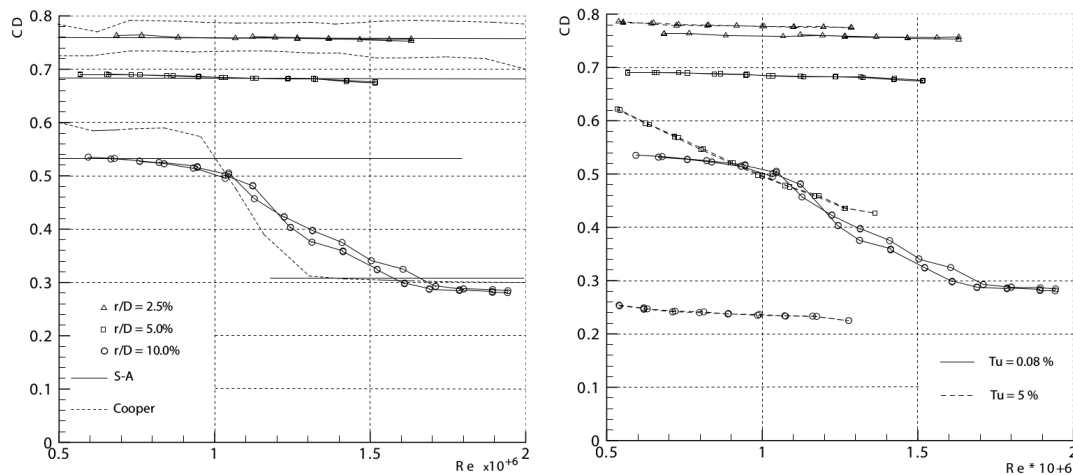 CD
0.8
0.7
0.6
0.5
0.4
0.3
0.2
0.1
0
r/D = 2.5%
r/D = 5.0%
r/D = 10.0%
S-A
Cooper
0.5
1
1.5
2
Re x10+6
CD
0.8
0.7
0.6
0.5
0.4
0.3
0.2
0.1
0
Tu = 0.08 %
Tu = 5 %
0.5
1
1.5
2
Re * 10+6